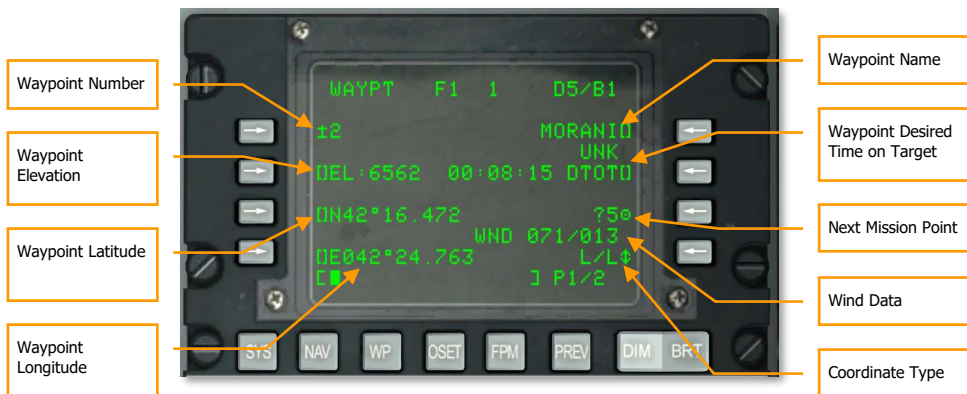 Waypoint Number
Waypoint
Elevation
Waypoint Latitude
Waypoint
Longitude
WAYPT F1 1 D5/B1
±2 MORANI[]
UNK
[]EL:6562 00:08:15 DTOT[]
[]N42°16.472 ?5⊙
WND 071/013
[]E042°24.763 L/L↕
[█ ] P1/2
SYS NAV WP OSET FPM PREV DIM BRT
Waypoint Name
Waypoint Desired
Time on Target
Next Mission Point
Wind Data
Coordinate Type